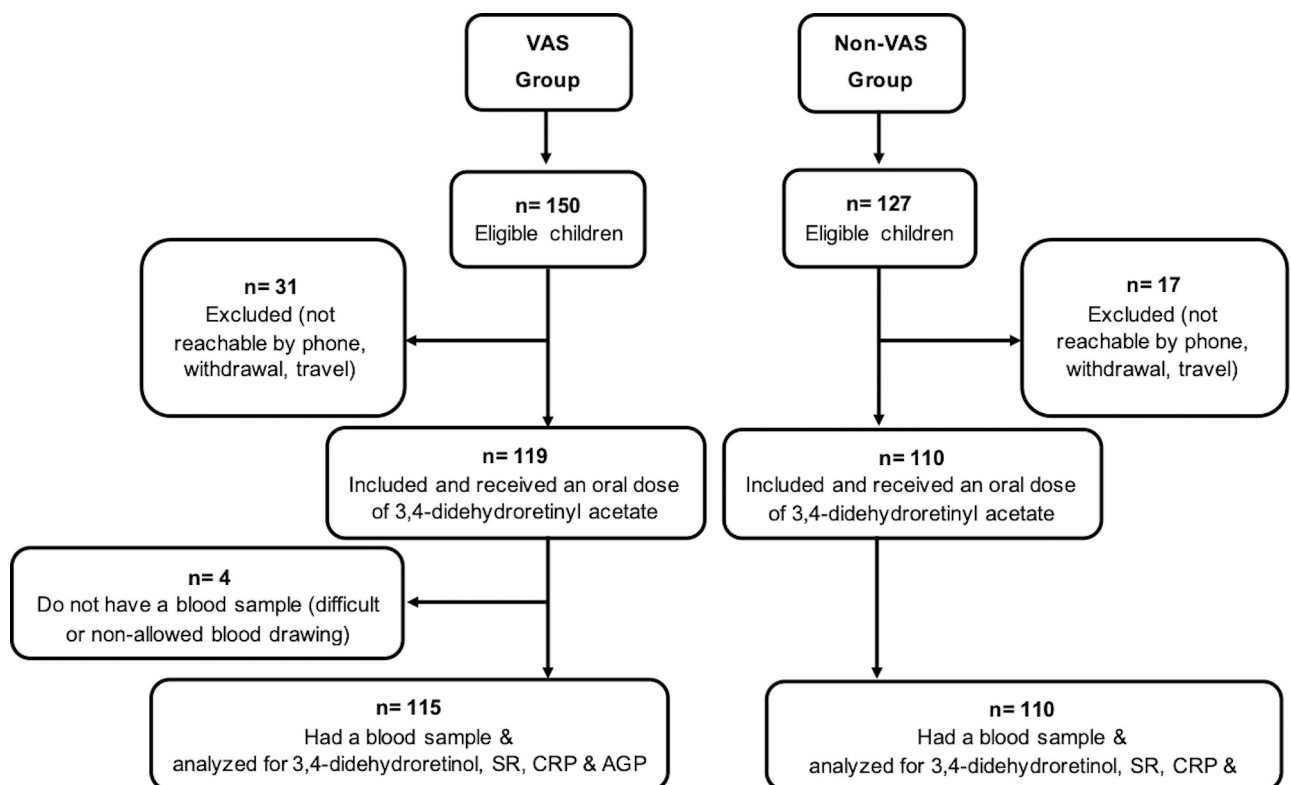 VAS
Group
Non-VAS
Group
n= 150
Eligible children
n= 127
Eligible children
n= 31
Excluded (not
reachable by phone,
withdrawal, travel)
n= 17
Excluded (not
reachable by phone,
withdrawal, travel)
n= 119
Included and received an oral dose
of 3,4-didehydroretinyl acetate
n= 110
Included and received an oral dose
of 3,4-didehydroretinyl acetate
n= 4
Do not have a blood sample (difficult
or non-allowed blood drawing)
n= 115
Had a blood sample &
analyzed for 3,4-didehydroretinol, SR, CRP & AGP
n= 110
Had a blood sample &
analyzed for 3,4-didehydroretinol, SR, CRP &